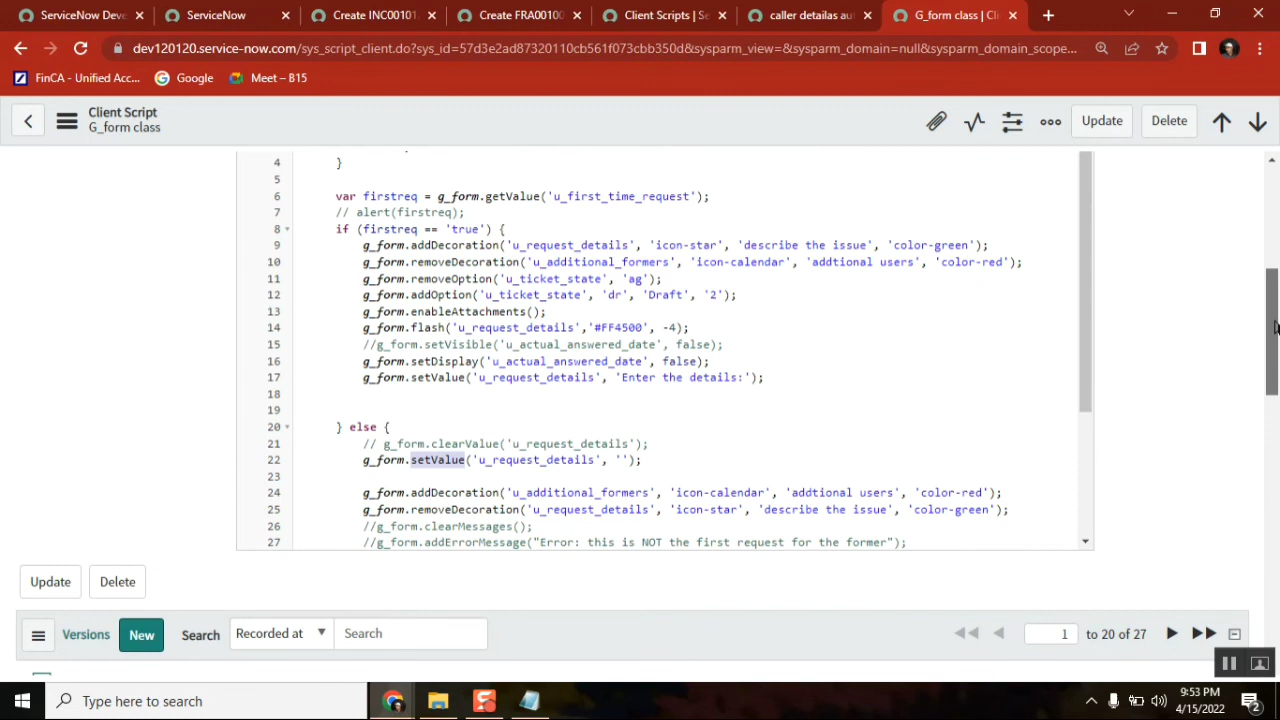 ServiceNow Deve
ServiceNow
Create INC00101
Create FRA00100
Client Scripts | Se
caller detailas au
G_form class | Cli
dev120120.service-now.com/sys_script_client.do?sys_id=57d3e2ad87320110cb561f073cbb350d&sysparm_view=&sysparm_domain=null&sysparm_domain_scope...
FinCA - Unified Acc...
Google
Meet – B15
Client Script
G_form class
Update
Delete
4 }
5
6 var firstreq = g_form.getValue('u_first_time_request');
7 // alert(firstreq);
8 if (firstreq == 'true') {
9 g_form.addDecoration('u_request_details', 'icon-star', 'describe the issue', 'color-green');
10 g_form.removeDecoration('u_additional_formers', 'icon-calendar', 'addtional users', 'color-red');
11 g_form.removeOption('u_ticket_state', 'ag');
12 g_form.addOption('u_ticket_state', 'dr', 'Draft', '2');
13 g_form.enableAttachments();
14 g_form.flash('u_request_details','#FF4500', -4);
15 //g_form.setVisible('u_actual_answered_date', false);
16 g_form.setDisplay('u_actual_answered_date', false);
17 g_form.setValue('u_request_details', 'Enter the details:');
18
19
20 } else {
21 // g_form.clearValue('u_request_details');
22 g_form.setValue('u_request_details', '');
23
24 g_form.addDecoration('u_additional_formers', 'icon-calendar', 'addtional users', 'color-red');
25 g_form.removeDecoration('u_request_details', 'icon-star', 'describe the issue', 'color-green');
26 //g_form.clearMessages();
27 //g_form.addErrorMessage("Error: this is NOT the first request for the former");
Update
Delete
Versions
New
Search
Recorded at
Search
1
to 20 of 27
Type here to search
9:53 PM
4/15/2022
2